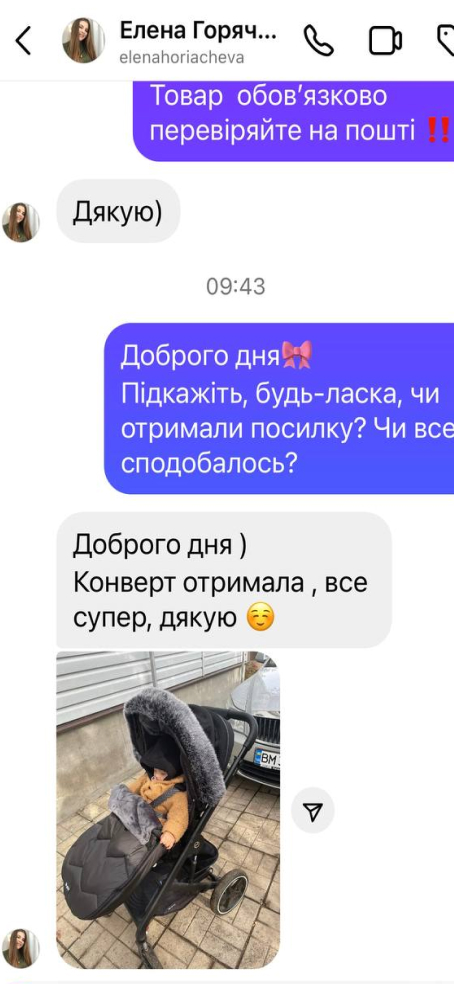 Елена Горяч...
elenahoriacheva
Товар обов’язково
перевіряйте на пошті ‼️
Дякую)
09:43
Доброго дня🎀
Підкажіть, будь-ласка, чи
отримали посилку? Чи все
сподобалось?
Доброго дня )
Конверт отримала , все
супер, дякую ☺️
BM